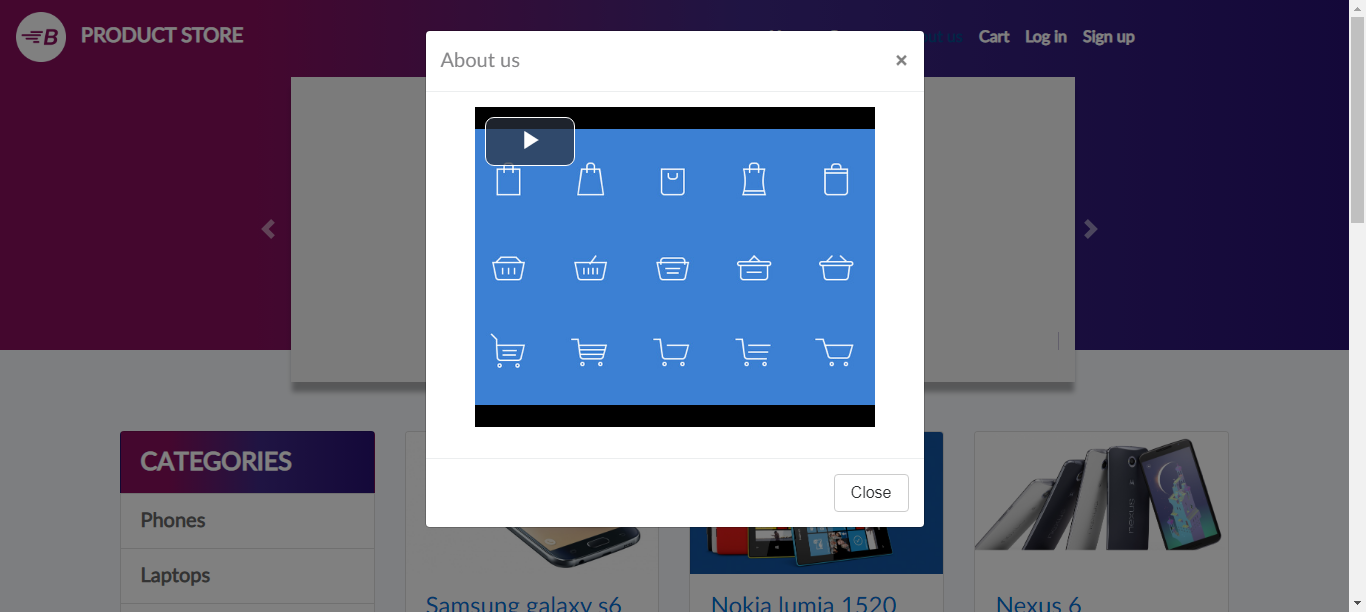 B PRODUCT STORE
Cart Log in Sign up
About us ×
Close
CATEGORIES
Phones
Laptops
Samsung galaxy s6
Nokia lumia 1520
Nexus 6
nexus